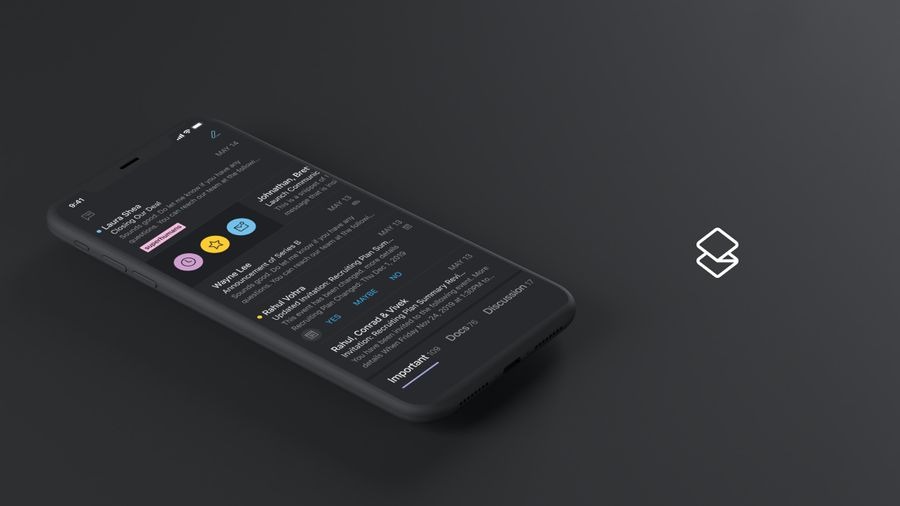 9:41
Laura Shea
MAY 14
Closing Our Deal
Sounds good. Do let me know if you have any
questions. You can reach our team at the followi...
superhumans
Johnathan, Bret
Launch Communic
This is a snippet of t
message that is inc
MAY 13
Wayne Lee
Announcement of Series B
Sounds good. Do let me know if you have any
questions. You can reach our team at the followi...
MAY 13
Rahul Vohra
Updated Invitation: Recruiting Plan Sum...
This event has been changed. more details
Recruiting Plan Changed: Thu Dec 1, 2019
YES MAYBE NO
MAY 13
Rahul, Conrad & Vivek
Invitation: Recruiting Plan Summary Revi...
You have been invited to the following event. More
details When Friday Nov 24, 2019 at 1:30PM to...
Important 109 Docs 76 Discussion 17